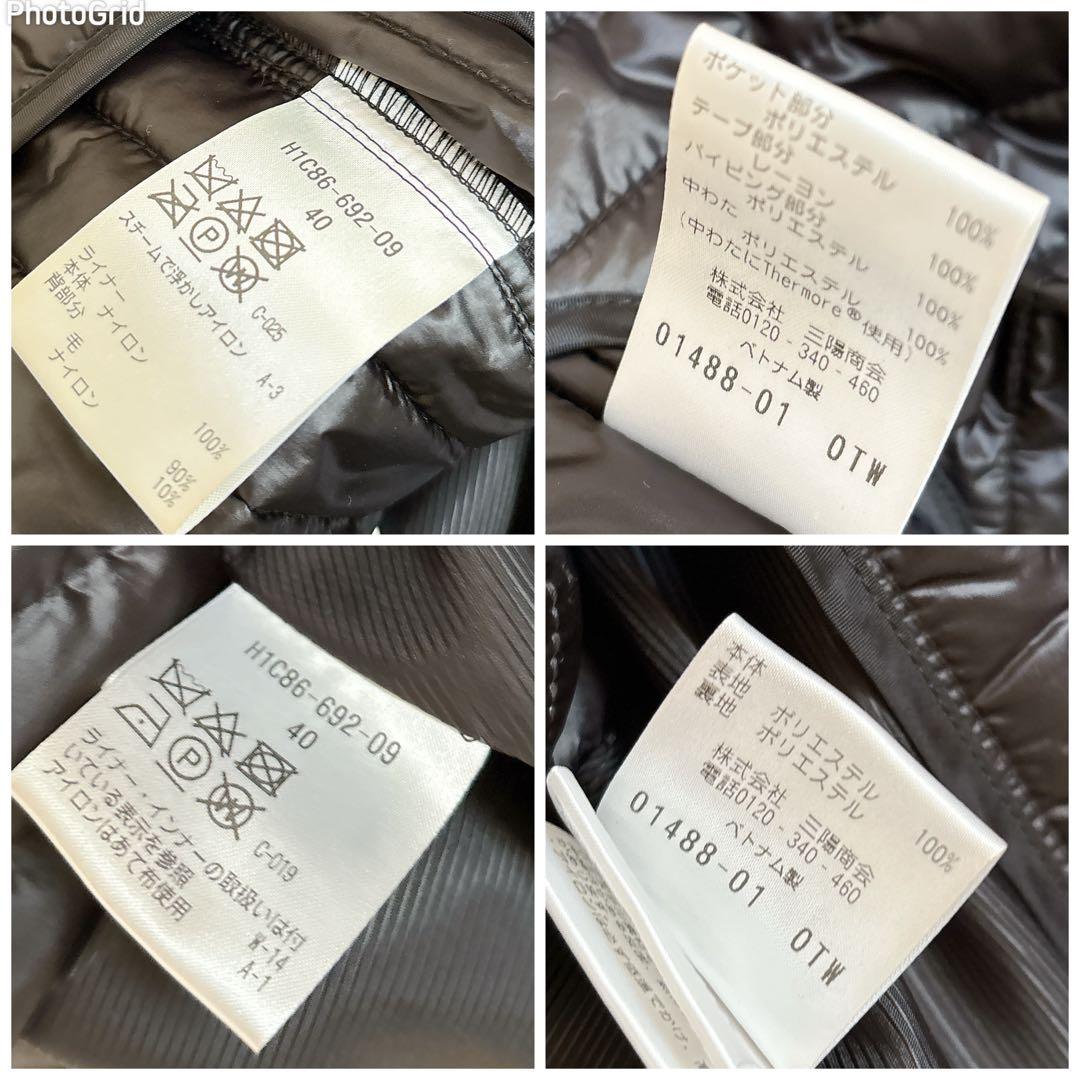 PhotoGrid
H1C86-692-09
40
P
W
C-025
スチームで浮かしアイロン
A-3
ライナー
本体 ナイロン 100%
背部分 毛 90%
ナイロン 10%
ポケット部分
ポリエステル 100%
テープ部分
レーヨン 100%
パイピング部分
ポリエステル 100%
中わた
ポリエステル 100%
(中わたにThermore®使用)
株式会社 三陽商会
電話0120-340-460
ベトナム製
01488-01 OTW
H1C86-692-09
40
P
W
C-019
ライナー・インナーの取扱いは付
いている表示を参照 W-14
アイロンはあて布使用 A-1
本体
表地 ポリエステル
裏地 ポリエステル 100%
株式会社 三陽商会
電話0120-340-460
ベトナム製
01488-01 OTW